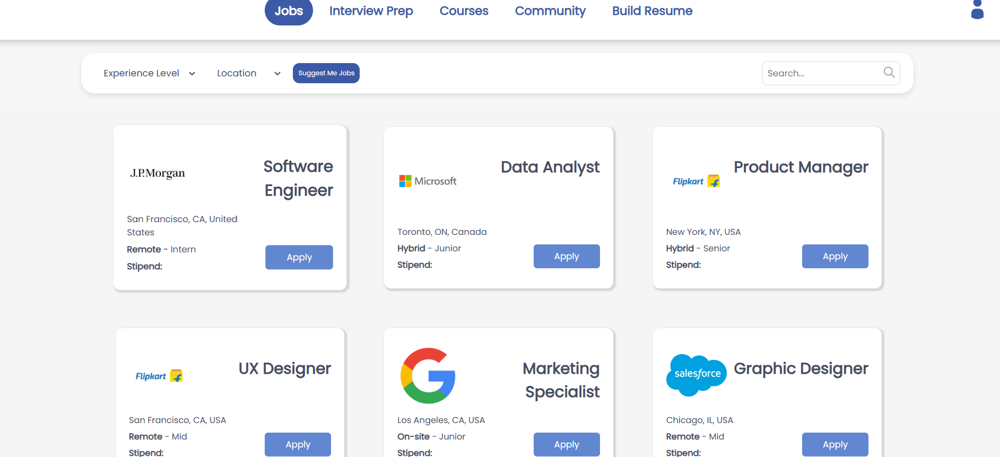 Jobs
Interview Prep
Courses
Community
Build Resume
Experience Level
Location
Suggest Me Jobs
Search...
J.P.Morgan
Software
Engineer
San Francisco, CA, United
States
Remote - Intern
Stipend:
Apply
Microsoft
Data Analyst
Toronto, ON, Canada
Hybrid - Junior
Stipend:
Apply
Flipkart
Product Manager
New York, NY, USA
Hybrid - Senior
Stipend:
Apply
Flipkart
UX Designer
San Francisco, CA, USA
Remote - Mid
Stipend:
Apply
Marketing
Specialist
Los Angeles, CA, USA
On-site - Junior
Stipend:
Apply
salesforce
Graphic Designer
Chicago, IL, USA
Remote - Mid
Stipend:
Apply